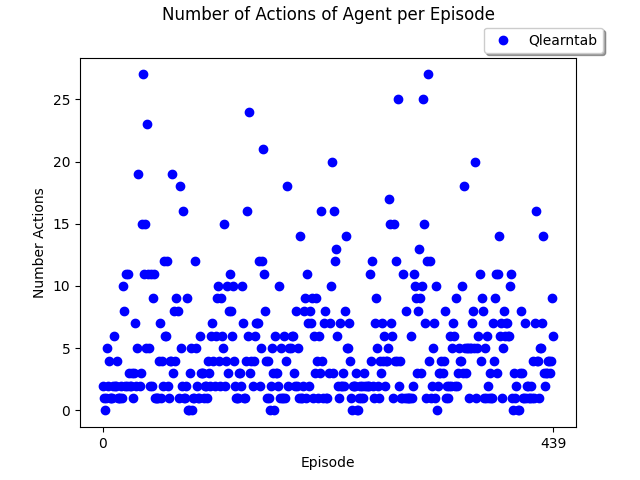 Number of Actions of Agent per Episode
Qlearntab
25
20
15
10
5
0
Number Actions
0
439
Episode